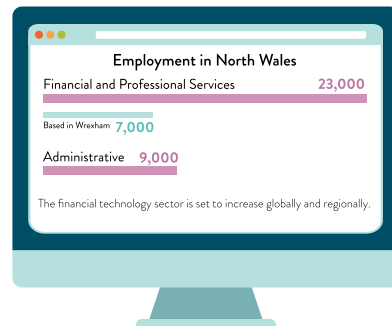 Employment in North Wales
Financial and Professional Services 23,000
Based in Wrexham 7,000
Administrative 9,000
The financial technology sector is set to increase globally and regionally.